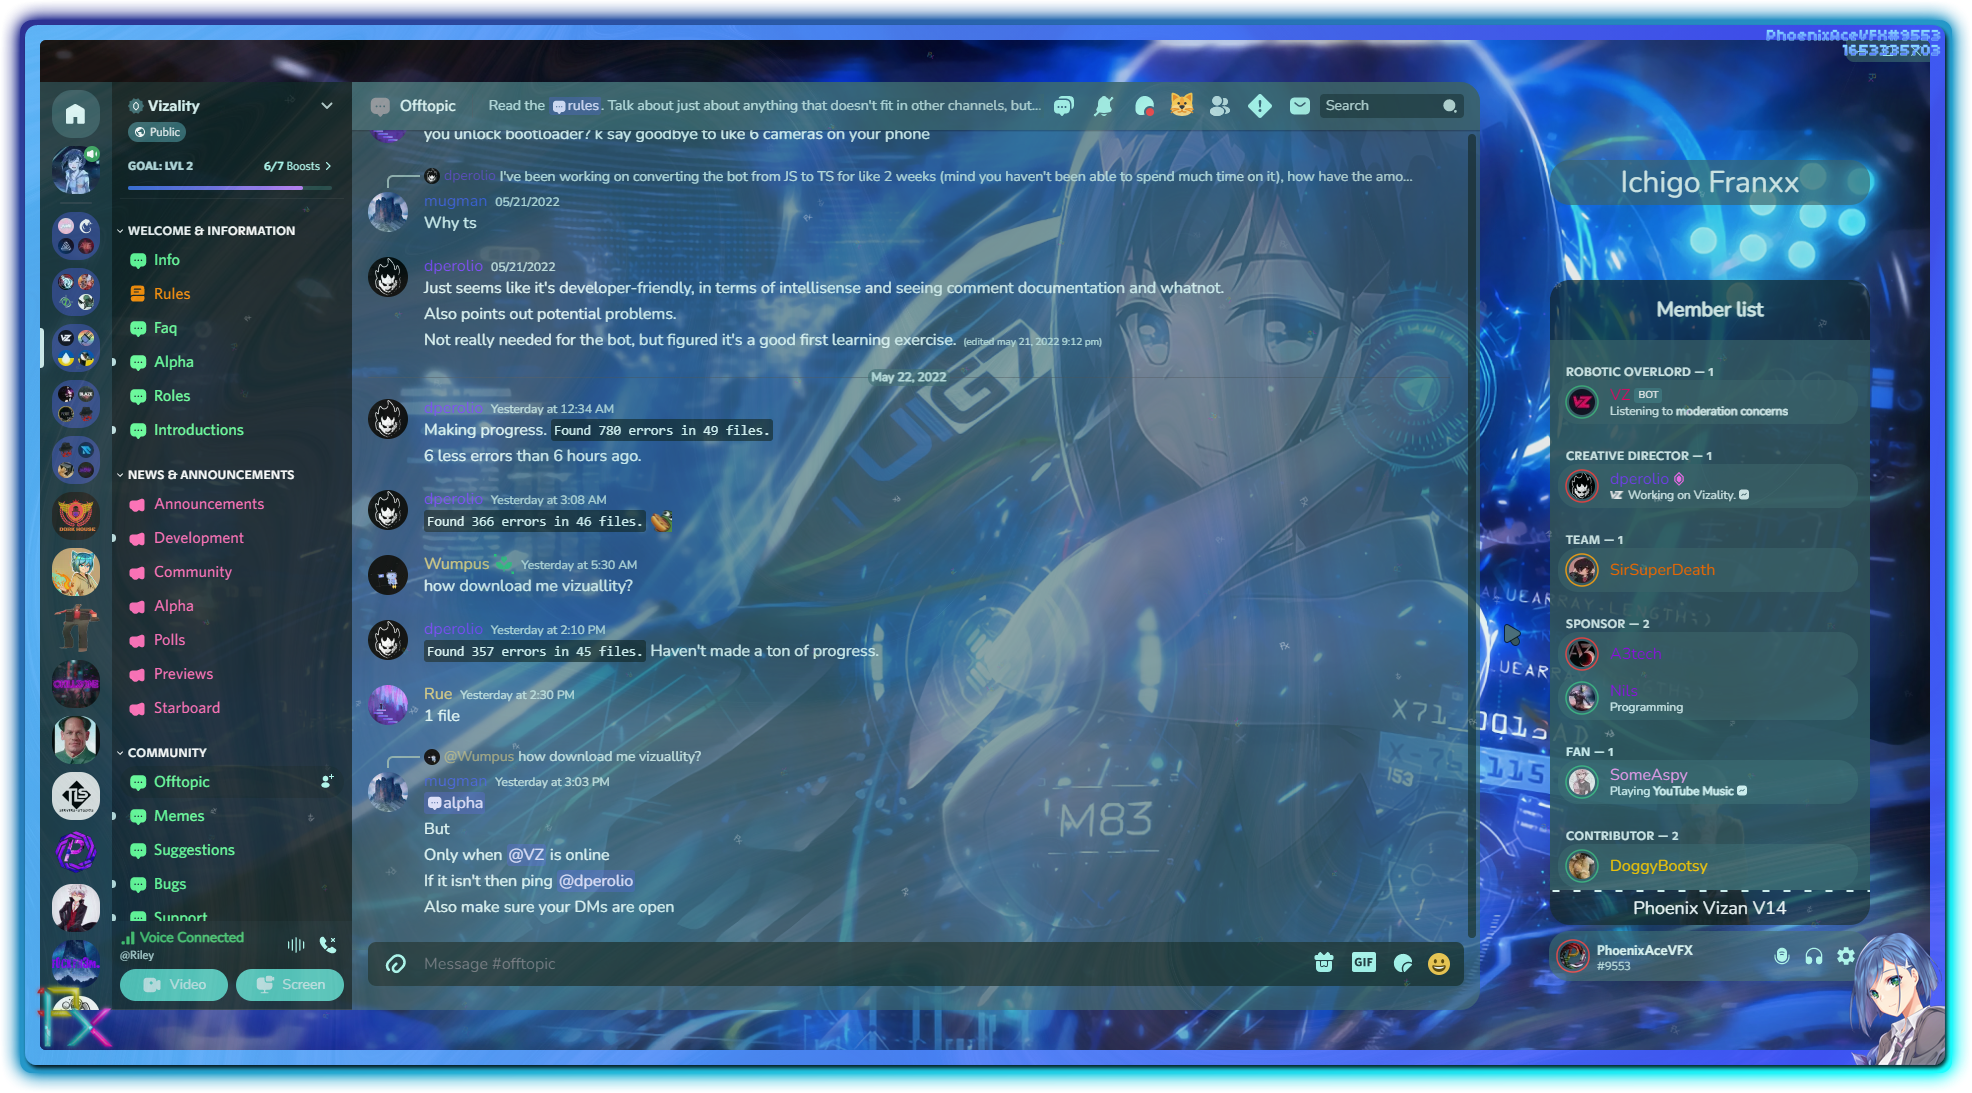 PhoenixAceVFX#9553
1653335703
Vizality
Public
GOAL: LVL 2
6/7 Boosts
WELCOME & INFORMATION
Info
Rules
Faq
Alpha
Roles
Introductions
NEWS & ANNOUNCEMENTS
Announcements
Development
Community
Alpha
Polls
Previews
Starboard
COMMUNITY
Offtopic
Memes
Suggestions
Bugs
Support
Voice Connected
@Riley
Video
Screen
Offtopic
Read the rules. Talk about just about anything that doesn't fit in other channels, but...
Search
you unlock bootloader? k say goodbye to like 6 cameras on your phone
dperolio I've been working on converting the bot from JS to TS for like 2 weeks (mind you haven't been able to spend much time on it), how have the amo...
mugman 05/21/2022
Why ts
dperolio 05/21/2022
Just seems like it's developer-friendly, in terms of intellisense and seeing comment documentation and whatnot.
Also points out potential problems.
Not really needed for the bot, but figured it's a good first learning exercise. (edited may 21, 2022 9:12 pm)
May 22, 2022
dperolio Yesterday at 12:34 AM
Making progress. Found 780 errors in 49 files.
6 less errors than 6 hours ago.
dperolio Yesterday at 3:08 AM
Found 366 errors in 46 files.
Wumpus Yesterday at 5:30 AM
how download me vizuallity?
dperolio Yesterday at 2:10 PM
Found 357 errors in 45 files. Haven't made a ton of progress.
Rue Yesterday at 2:30 PM
1 file
@Wumpus how download me vizuallity?
mugman Yesterday at 3:03 PM
alpha
But
Only when @VZ is online
If it isn't then ping @dperolio
Also make sure your DMs are open
Message #offtopic
GIF
M83
X71
153
Ichigo Franxx
Member list
ROBOTIC OVERLORD — 1
VZ BOT
Listening to moderation concerns
CREATIVE DIRECTOR — 1
dperolio
VZ Working on Vizality.
TEAM — 1
SirSuperDeath
SPONSOR — 2
Programming
FAN — 1
SomeAspy
Playing YouTube Music
CONTRIBUTOR — 2
DoggyBootsy
Phoenix Vizan V14
PhoenixAceVFX
#9553